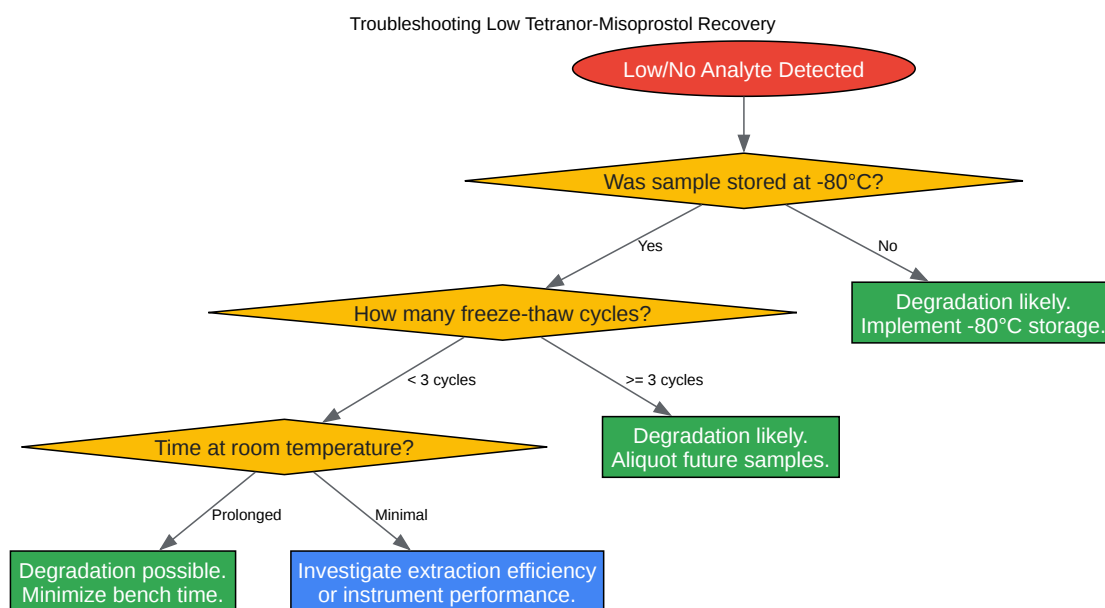 Troubleshooting Low Tetranor-Misoprostol Recovery
Low/No Analyte Detected
Was sample stored at -80°C?
Yes
No
Degradation likely.
Implement -80°C storage.
How many freeze-thaw cycles?
< 3 cycles
>= 3 cycles
Degradation likely.
Aliquot future samples.
Time at room temperature?
Prolonged
Minimal
Degradation possible.
Minimize bench time.
Investigate extraction efficiency
or instrument performance.